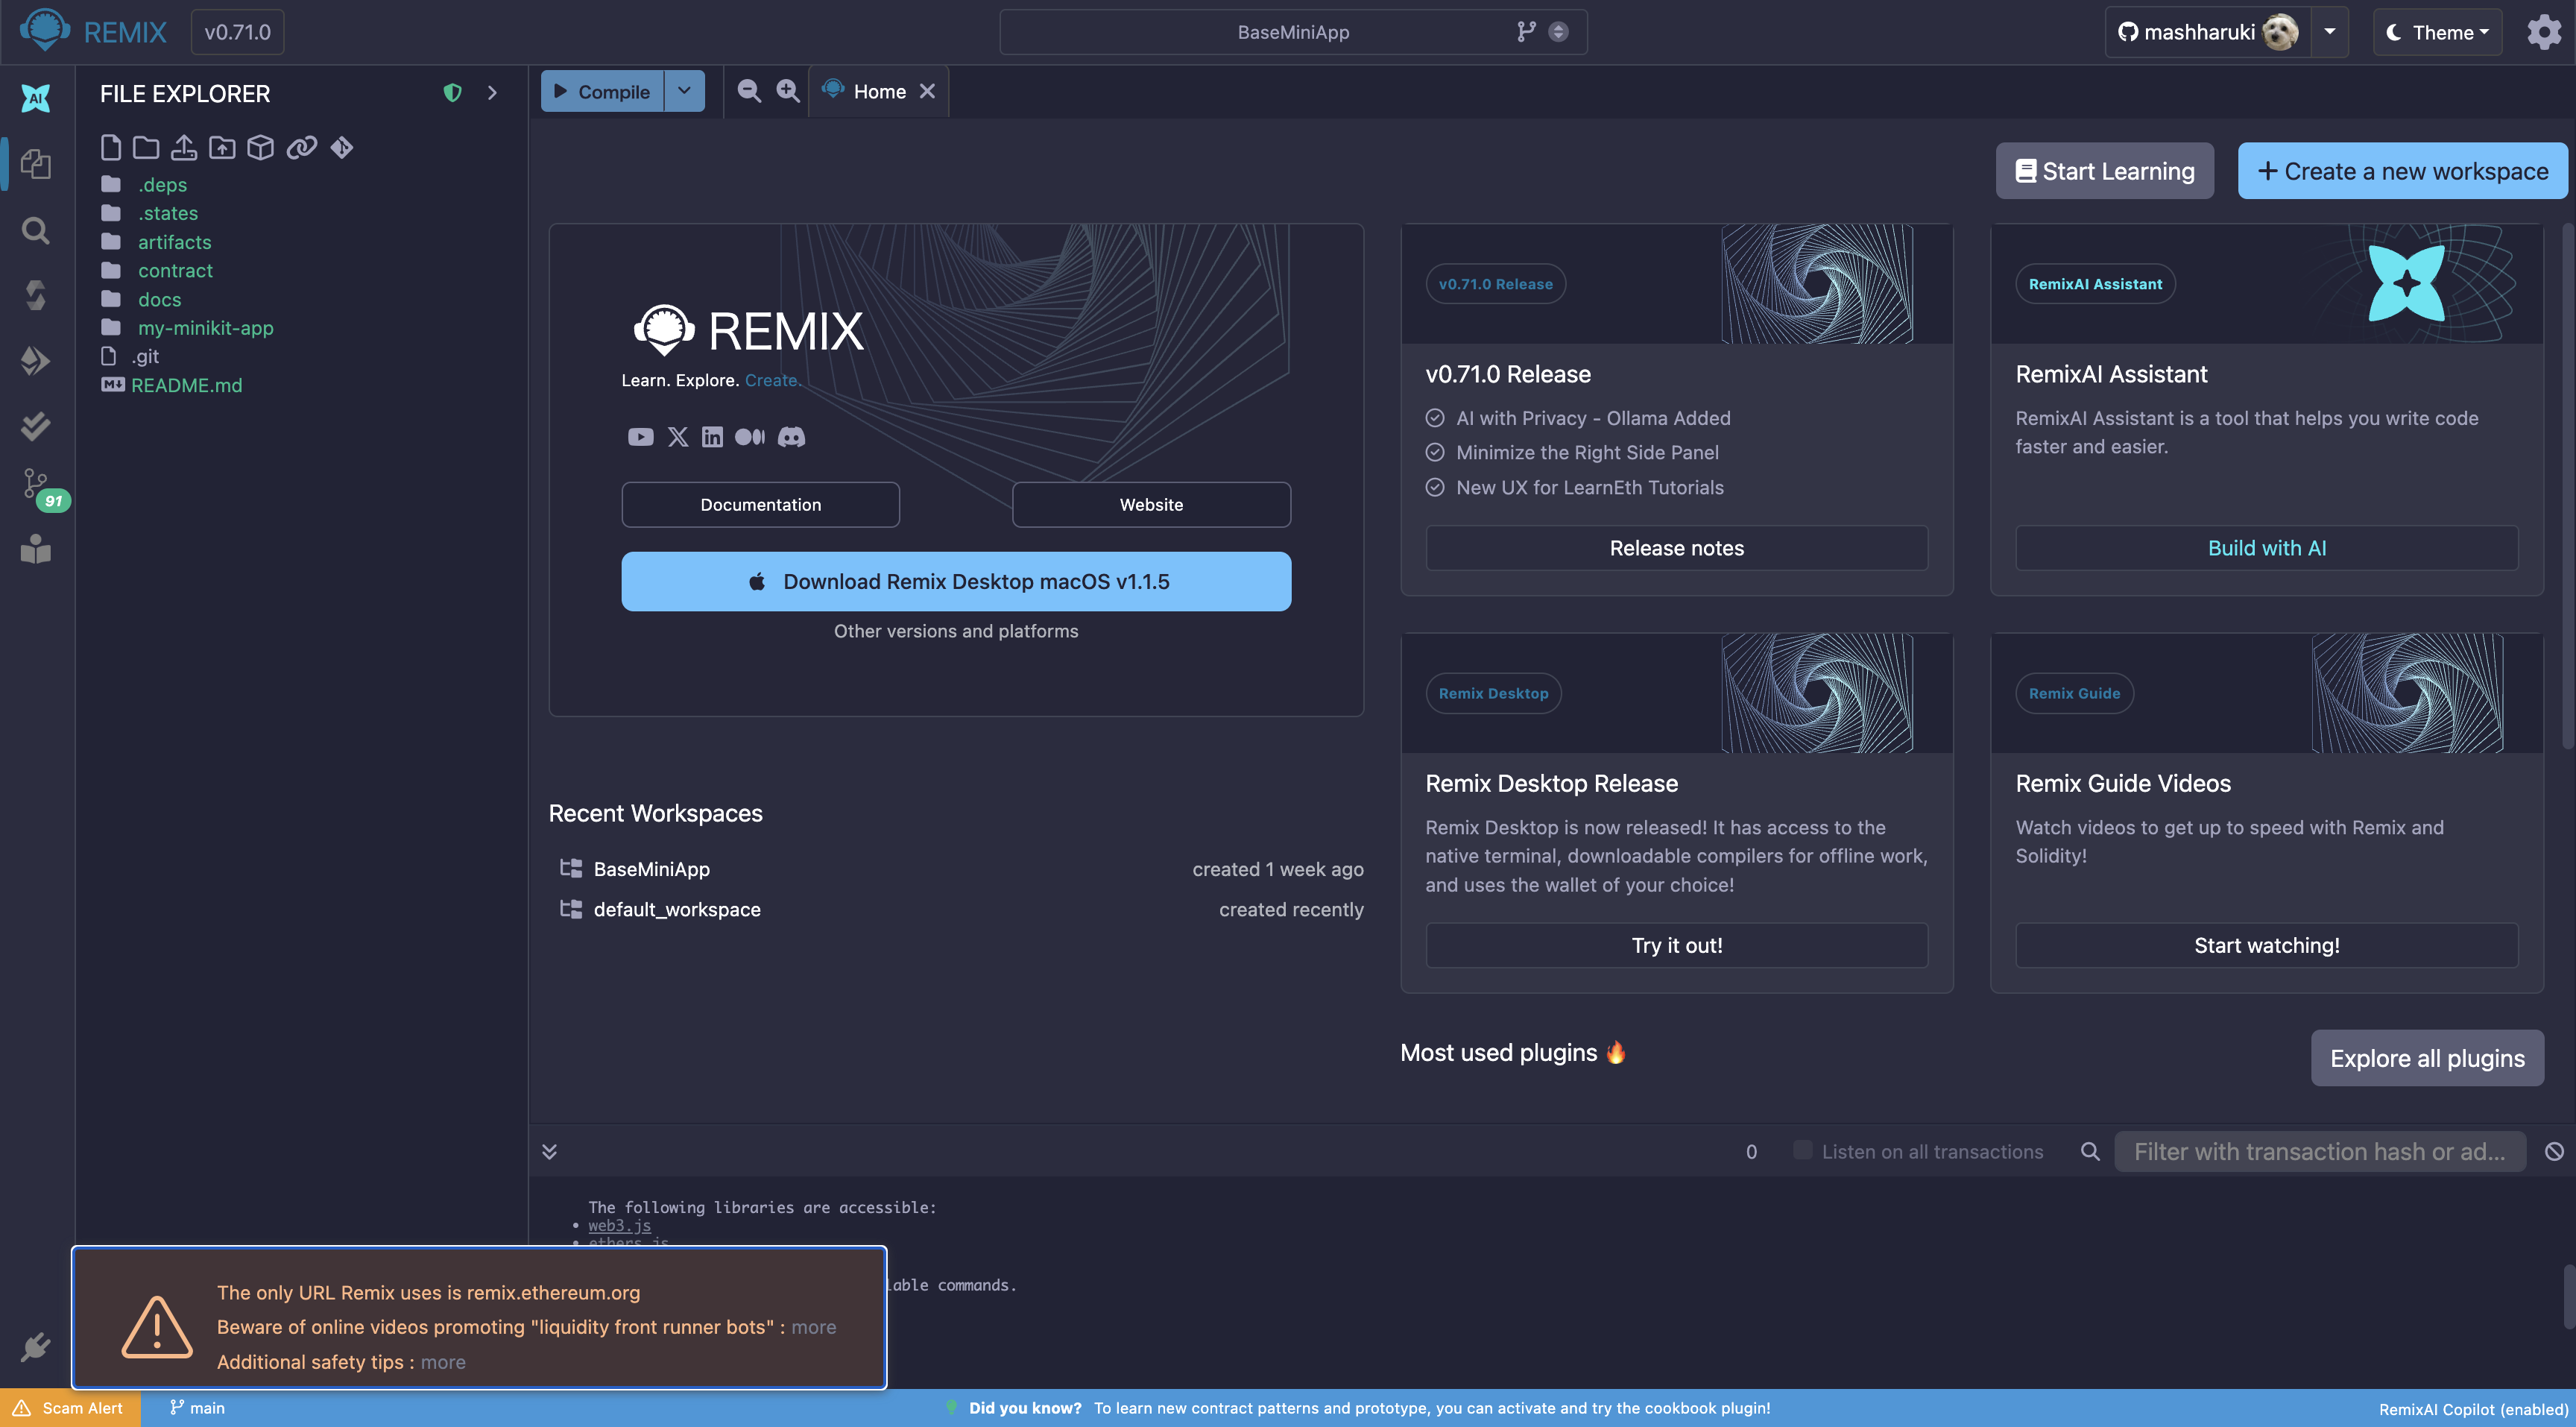 REMIX
v0.71.0
BaseMiniApp
mashharuki
Theme
AI
FILE EXPLORER
Compile
Home
.deps
.states
artifacts
contract
docs
my-minikit-app
.git
README.md
91
Start Learning
Create a new workspace
REMIX
Learn. Explore. Create.
Documentation
Website
Download Remix Desktop macOS v1.1.5
Other versions and platforms
Recent Workspaces
BaseMiniApp
created 1 week ago
default_workspace
created recently
v0.71.0 Release
v0.71.0 Release
AI with Privacy - Ollama Added
Minimize the Right Side Panel
New UX for LearnEth Tutorials
Release notes
RemixAI Assistant
RemixAI Assistant
RemixAI Assistant is a tool that helps you write code
faster and easier.
Build with AI
Remix Desktop
Remix Desktop Release
Remix Desktop is now released! It has access to the
native terminal, downloadable compilers for offline work,
and uses the wallet of your choice!
Try it out!
Remix Guide
Remix Guide Videos
Watch videos to get up to speed with Remix and
Solidity!
Start watching!
Most used plugins 🔥
Explore all plugins
0
Listen on all transactions
Filter with transaction hash or ad...
The following libraries are accessible:
• web3.js
• ethers.js
lable commands.
The only URL Remix uses is remix.ethereum.org
Beware of online videos promoting "liquidity front runner bots" : more
Additional safety tips : more
Scam Alert
main
Did you know? To learn new contract patterns and prototype, you can activate and try the cookbook plugin!
RemixAI Copilot (enabled)